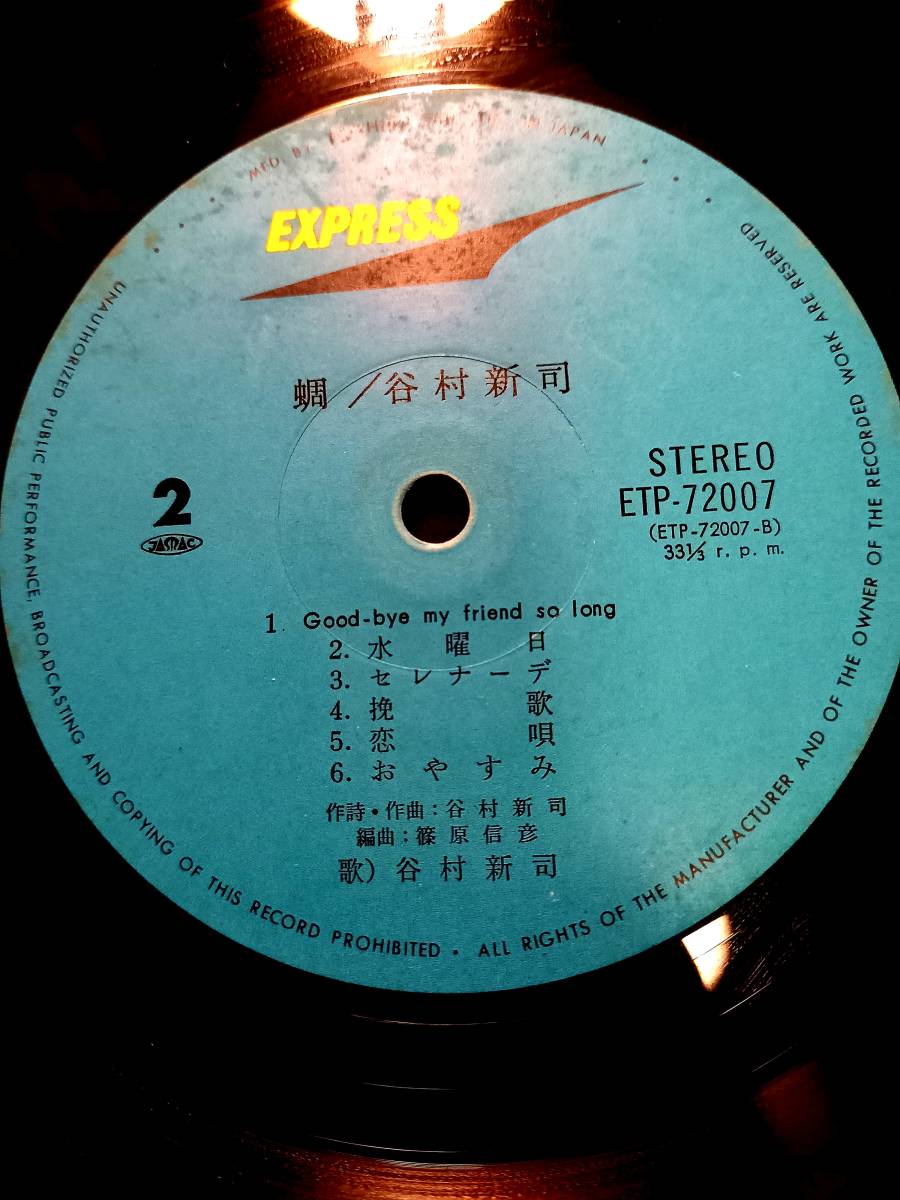 MFD. BY JAPAN
EXPRESS
蜩／谷村新司
2
JASRAC
STEREO
ETP-72007
(ETP-72007-B)
33⅓ r. p. m.
1 Good-bye my friend so long
2. 水曜日
3. セレナーデ
4. 挽歌
5. 恋唄
6. おやすみ
作詩・作曲：谷村新司
編曲：篠原信彦
歌）谷村新司
UNAUTHORIZED PUBLIC PERFORMANCE, BROADCASTING AND COPYING OF THIS RECORD PROHIBITED • ALL RIGHTS OF THE MANUFACTURER AND OF THE OWNER OF THE RECORDED WORK ARE RESERVED